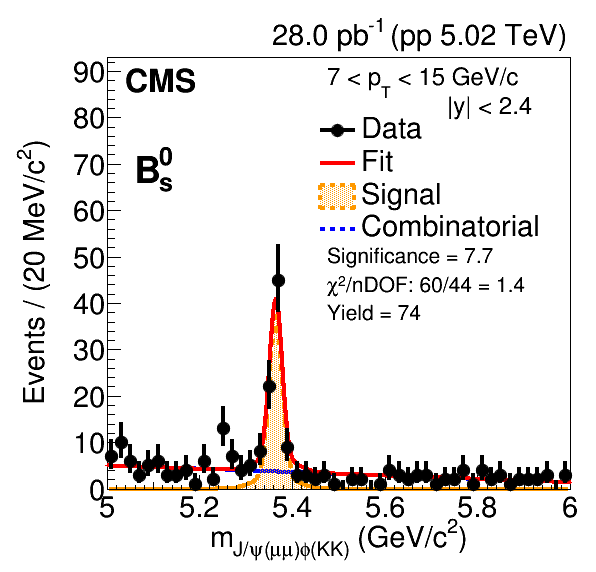 28.0 pb⁻¹ (pp 5.02 TeV)
CMS
7 < p_T < 15 GeV/c
|y| < 2.4
B_s^0
Data
Fit
Signal
Combinatorial
Significance = 7.7
χ²/nDOF: 60/44 = 1.4
Yield = 74
Events / (20 MeV/c²)
90
80
70
60
50
40
30
20
10
0
5 5.2 5.4 5.6 5.8 6
m_{J/ψ(μμ)ϕ(KK)} (GeV/c²)